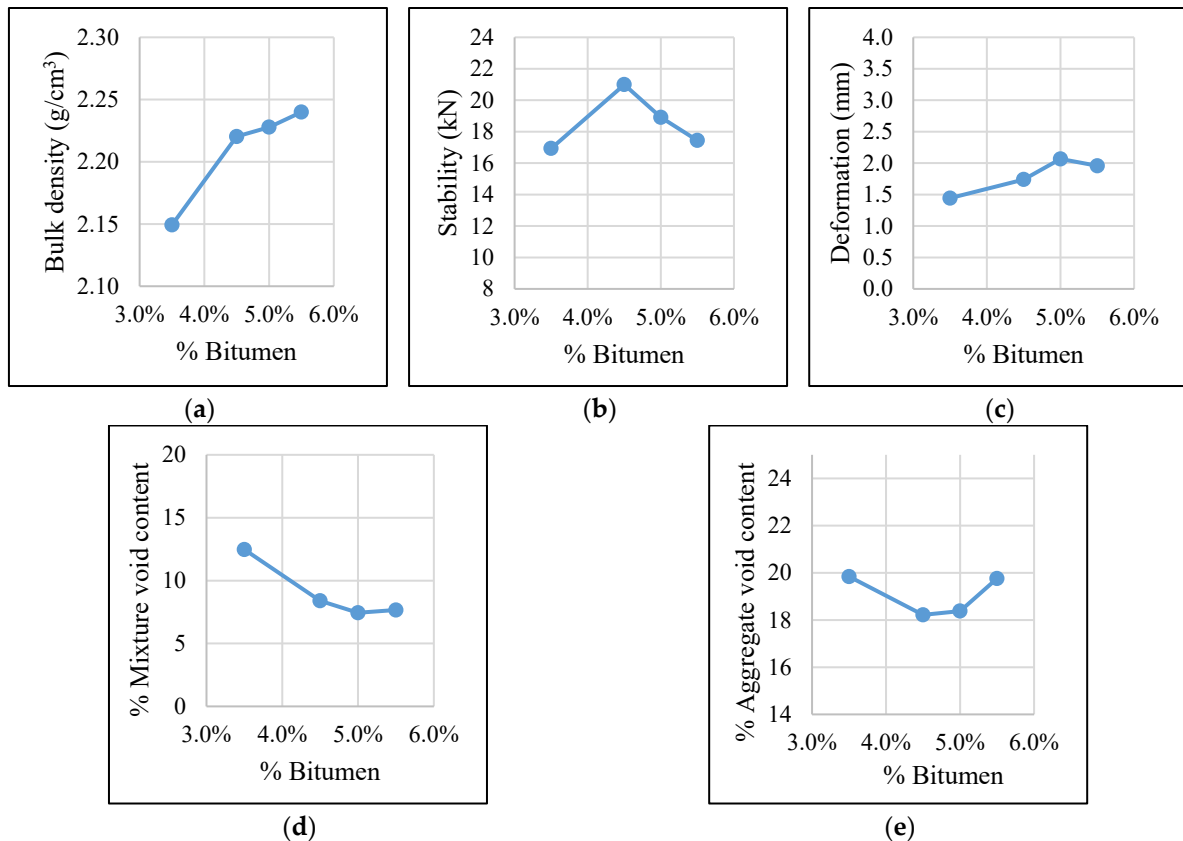 Bulk density (g/cm³)
2.30
2.25
2.20
2.15
2.10
3.0% 4.0% 5.0% 6.0%
% Bitumen
(a)
Stability (kN)
24
22
20
18
16
14
12
10
8
3.0% 4.0% 5.0% 6.0%
% Bitumen
(b)
Deformation (mm)
4.0
3.5
3.0
2.5
2.0
1.5
1.0
0.5
0.0
3.0% 4.0% 5.0% 6.0%
% Bitumen
(c)
% Mixture void content
20
15
10
5
0
3.0% 4.0% 5.0% 6.0%
% Bitumen
(d)
% Aggregate void content
24
22
20
18
16
14
3.0% 4.0% 5.0% 6.0%
% Bitumen
(e)